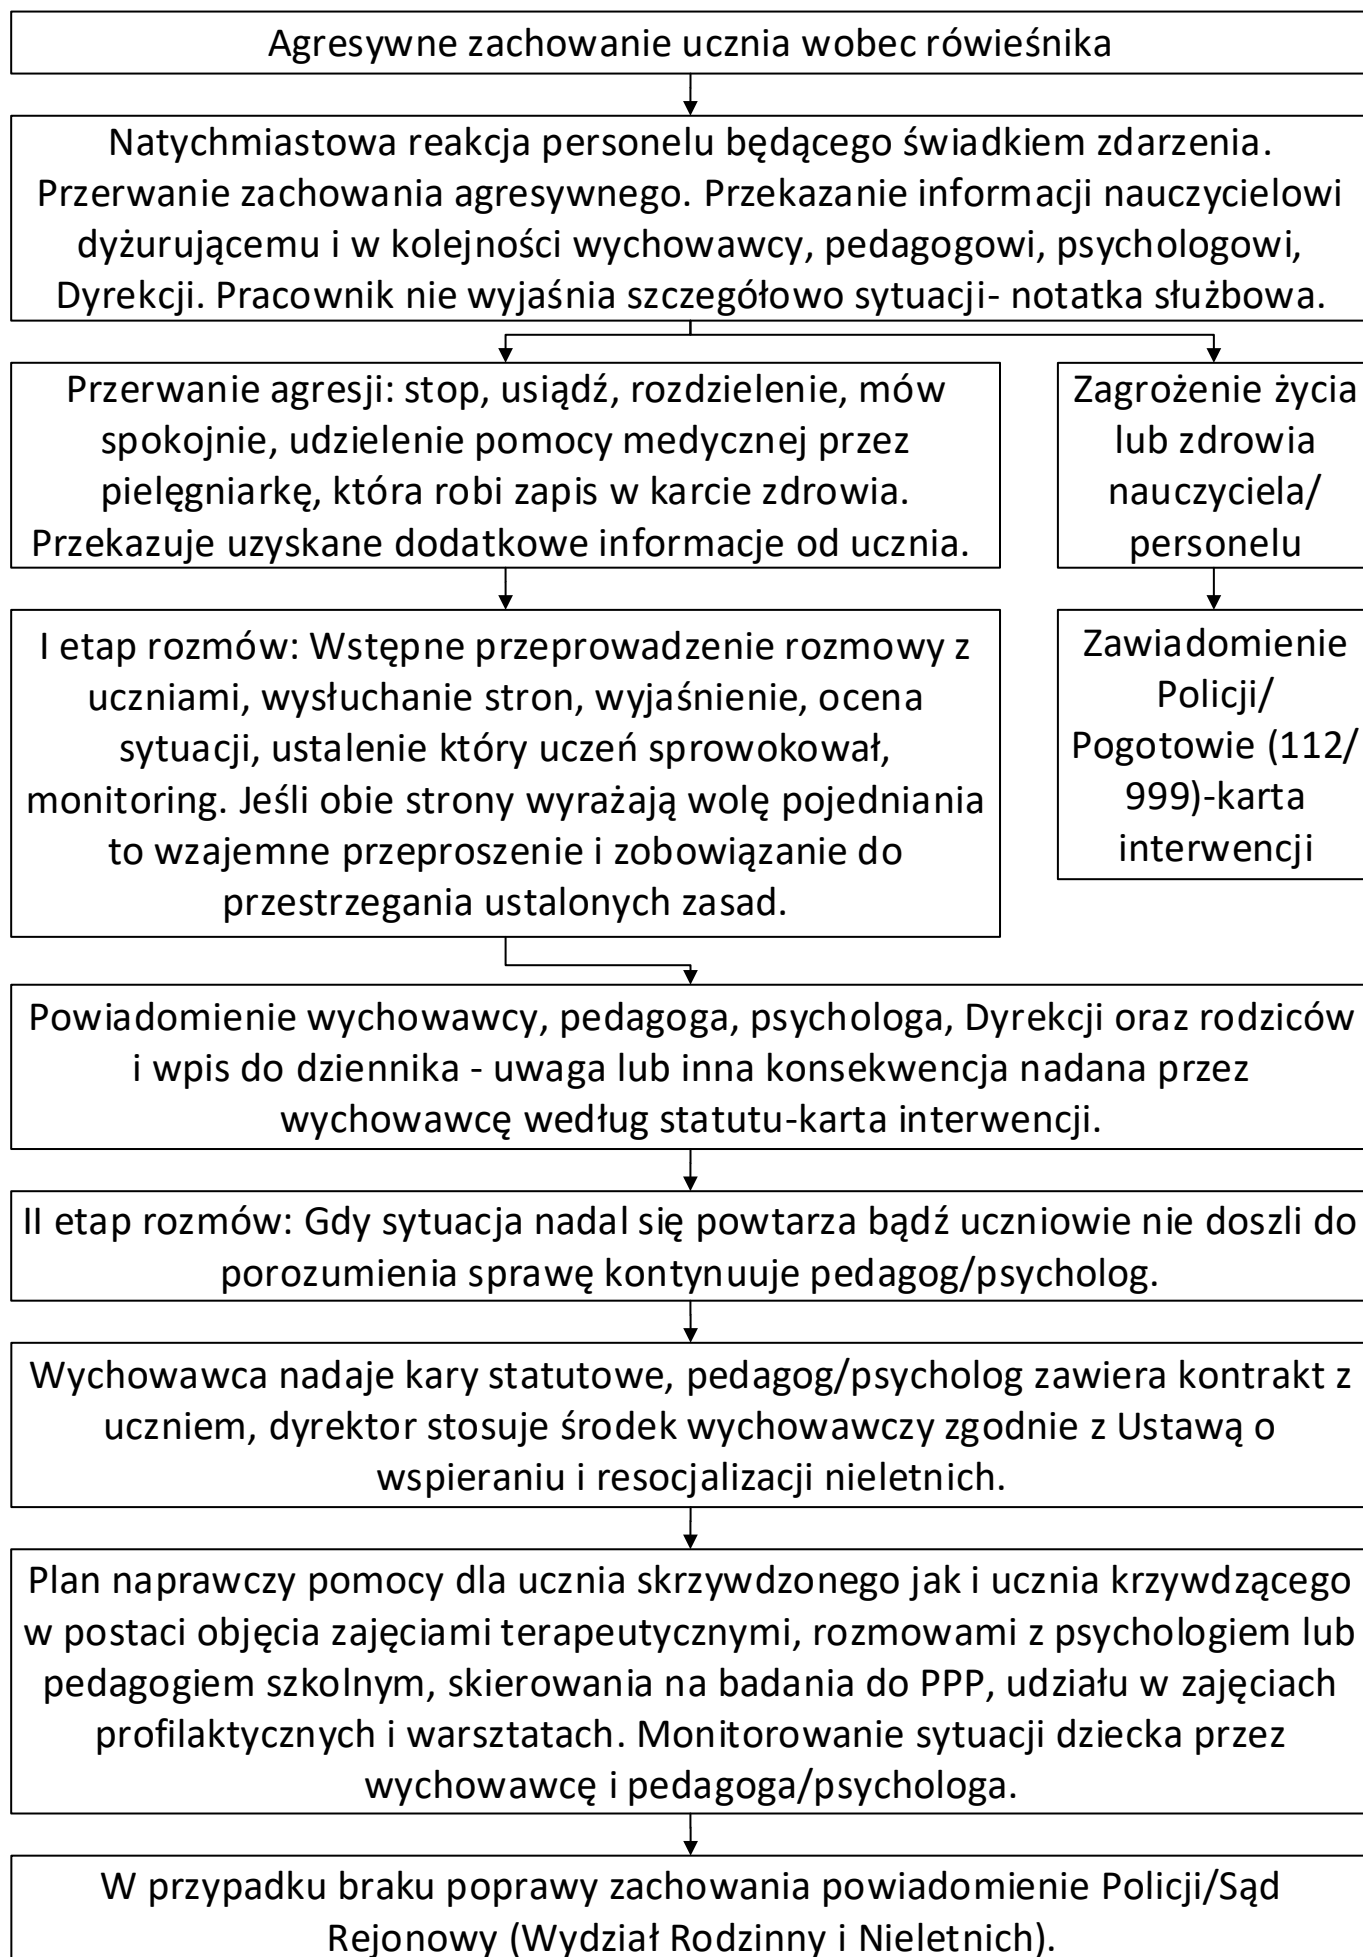 Agresywne zachowanie ucznia wobec rówieśnika
Natychmiastowa reakcja personelu będącego świadkiem zdarzenia.
Przerwanie zachowania agresywnego. Przekazanie informacji nauczycielowi
dyżurującemu i w kolejności wychowawcy, pedagogowi, psychologowi,
Dyrekcji. Pracownik nie wyjaśnia szczegółowo sytuacji- notatka służbowa.
Przerwanie agresji: stop, usiądź, rozdzielenie, mów
spokojnie, udzielenie pomocy medycznej przez
pielęgniarkę, która robi zapis w karcie zdrowia.
Przekazuje uzyskane dodatkowe informacje od ucznia.
Zagrożenie życia
lub zdrowia
nauczyciela/
personelu
I etap rozmów: Wstępne przeprowadzenie rozmowy z
uczniami, wysłuchanie stron, wyjaśnienie, ocena
sytuacji, ustalenie który uczeń sprowokował,
monitoring. Jeśli obie strony wyrażają wolę pojedniania
to wzajemne przeproszenie i zobowiązanie do
przestrzegania ustalonych zasad.
Zawiadomienie
Policji/
Pogotowie (112/
999)-karta
interwencji
Powiadomienie wychowawcy, pedagoga, psychologa, Dyrekcji oraz rodziców
i wpis do dziennika - uwaga lub inna konsekwencja nadana przez
wychowawcę według statutu-karta interwencji.
II etap rozmów: Gdy sytuacja nadal się powtarza bądź uczniowie nie doszli do
porozumienia sprawę kontynuuje pedagog/psycholog.
Wychowawca nadaje kary statutowe, pedagog/psycholog zawiera kontrakt z
uczniem, dyrektor stosuje środek wychowawczy zgodnie z Ustawą o
wspieraniu i resocjalizacji nieletnich.
Plan naprawczy pomocy dla ucznia skrzywdzonego jak i ucznia krzywdzącego
w postaci objęcia zajęciami terapeutycznymi, rozmowami z psychologiem lub
pedagogiem szkolnym, skierowania na badania do PPP, udziału w zajęciach
profilaktycznych i warsztatach. Monitorowanie sytuacji dziecka przez
wychowawcę i pedagoga/psychologa.
W przypadku braku poprawy zachowania powiadomienie Policji/Sąd
Rejonowy (Wydział Rodzinny i Nieletnich).